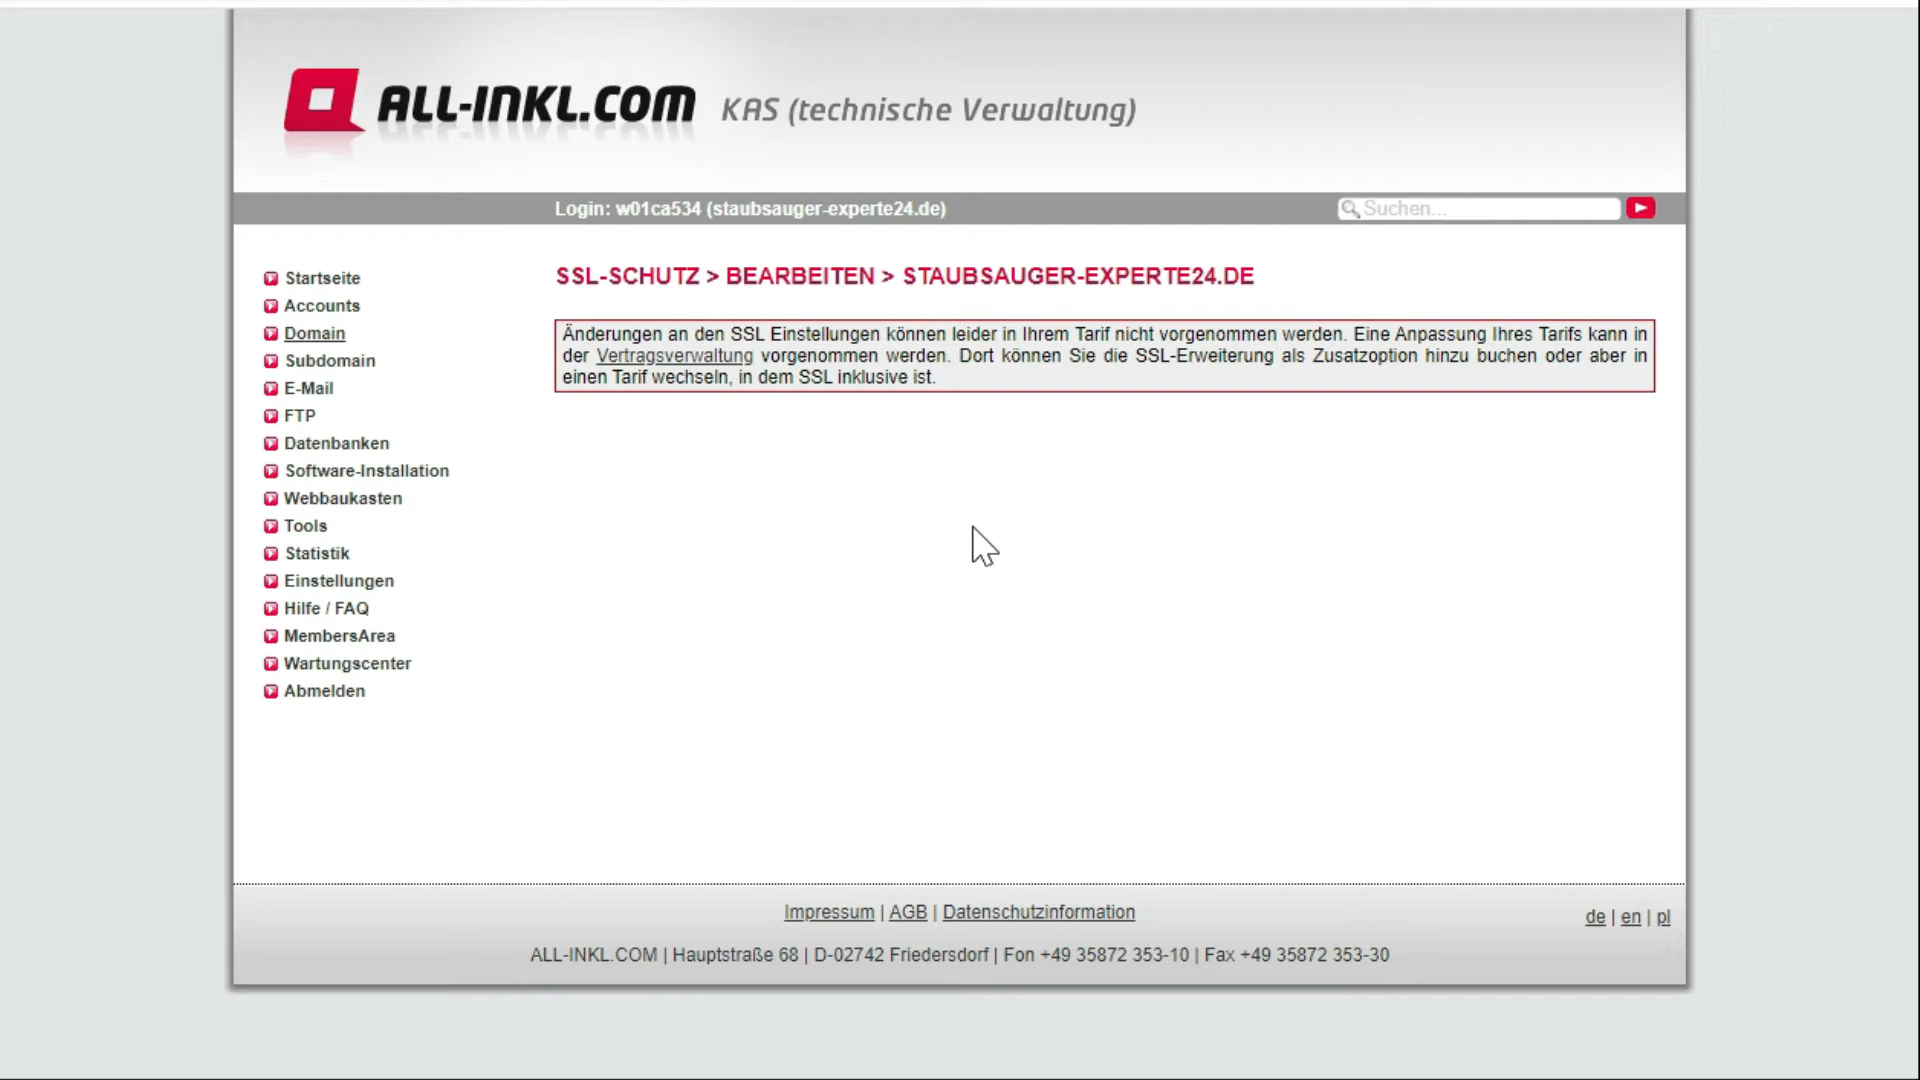 ALL-INKL.COM KAS (technische Verwaltung)
Login: w01ca534 (staubsauger-experte24.de)
Suchen...
Startseite
Accounts
Domain
Subdomain
E-Mail
FTP
Datenbanken
Software-Installation
Webbaukasten
Tools
Statistik
Einstellungen
Hilfe / FAQ
MembersArea
Wartungscenter
Abmelden
SSL-SCHUTZ > BEARBEITEN > STAUBSAUGER-EXPERTE24.DE
Änderungen an den SSL Einstellungen können leider in Ihrem Tarif nicht vorgenommen werden. Eine Anpassung Ihres Tarifs kann in
der Vertragsverwaltung vorgenommen werden. Dort können Sie die SSL-Erweiterung als Zusatzoption hinzu buchen oder aber in
einen Tarif wechseln, in dem SSL inklusive ist.
Impressum | AGB | Datenschutzinformation
de | en | pl
ALL-INKL.COM | Hauptstraße 68 | D-02742 Friedersdorf | Fon +49 35872 353-10 | Fax +49 35872 353-30